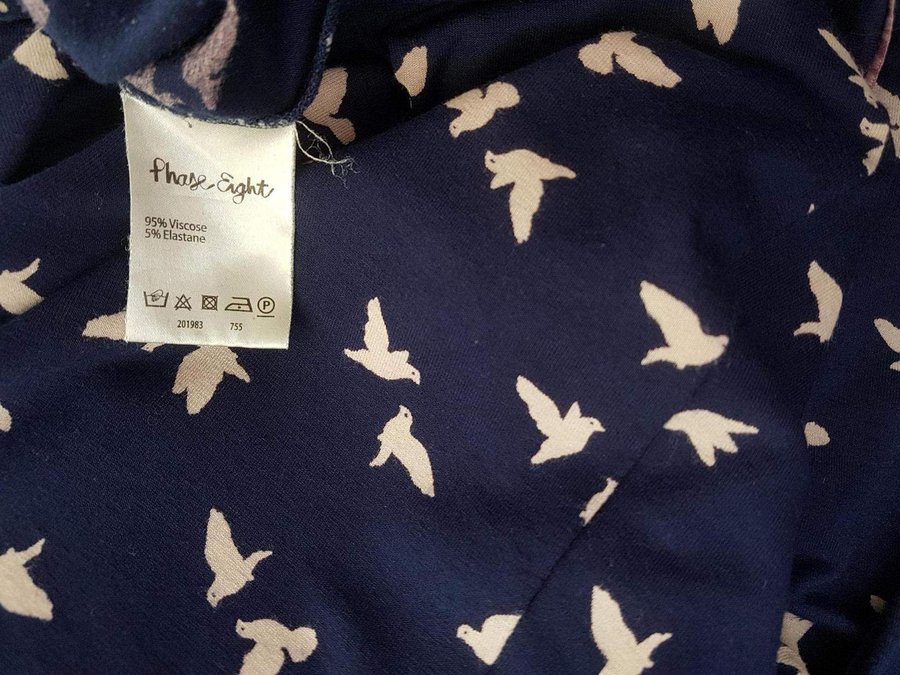 Phase Eight
95% Viscose
5% Elastane
P
201983 755